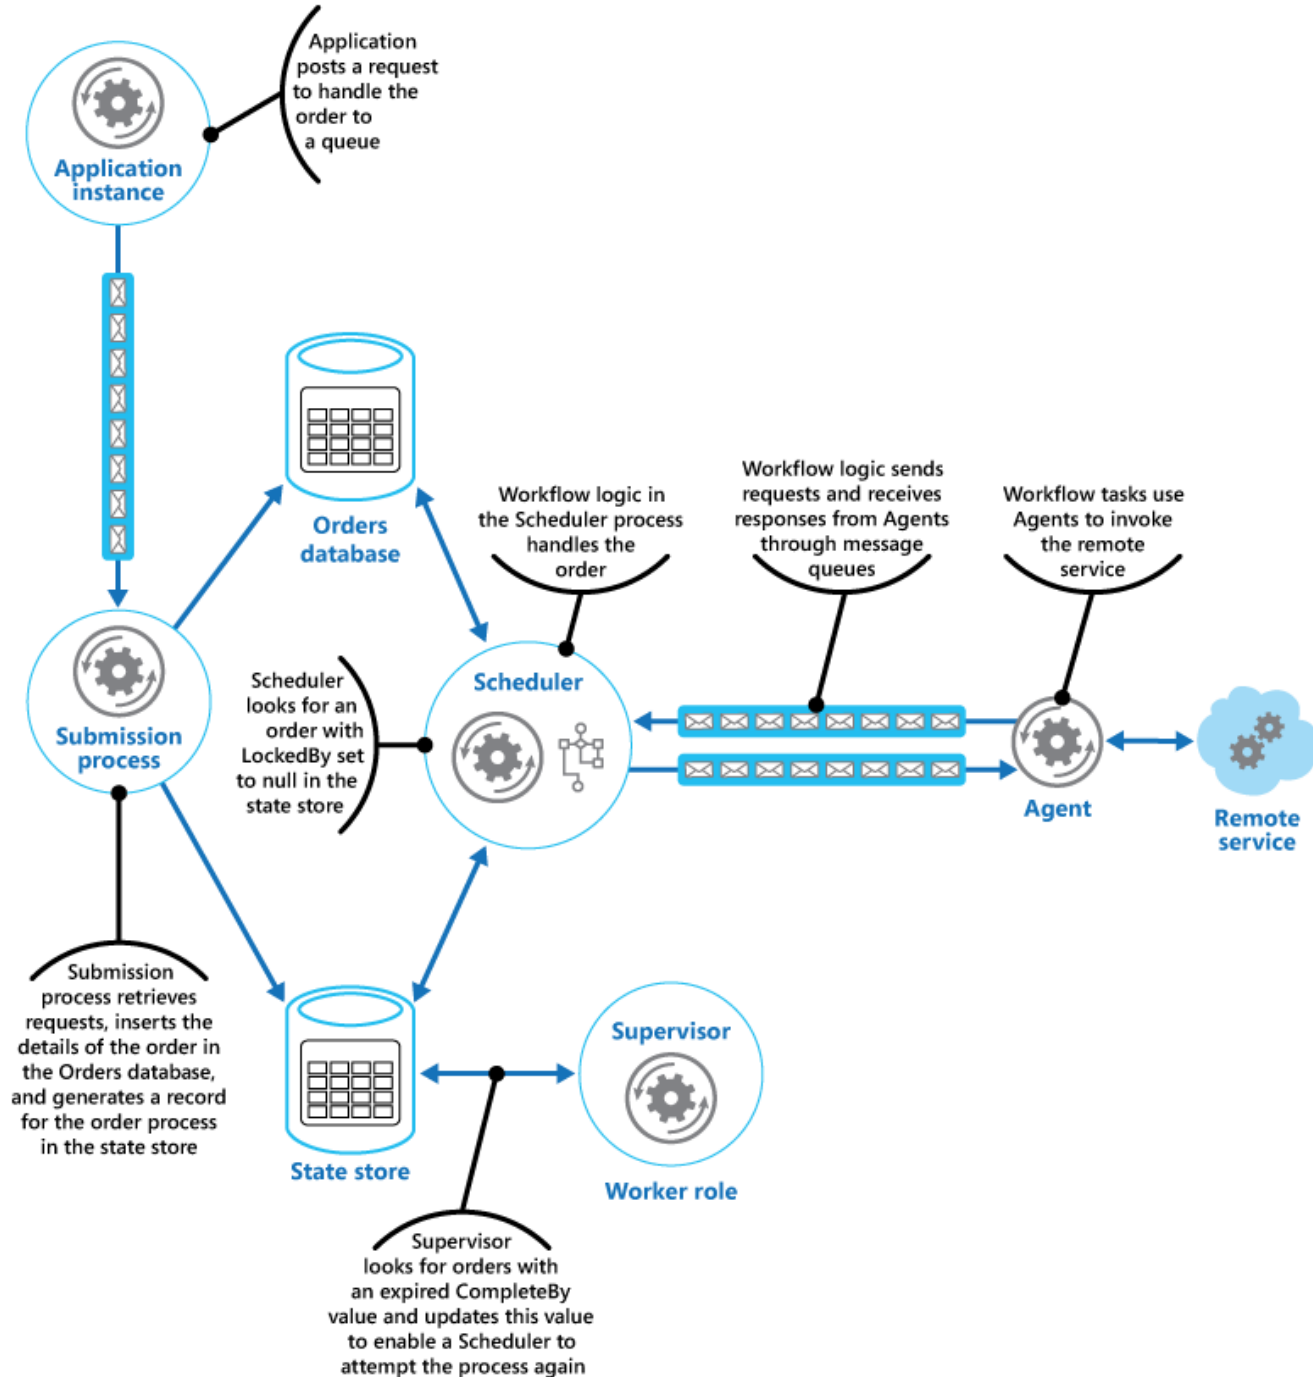 Application
posts a request
to handle the
order to
a queue
Application
instance
Orders
database
Workflow logic in
the Scheduler process
handles the
order
Workflow logic sends
requests and receives
responses from Agents
through message
queues
Workflow tasks use
Agents to invoke
the remote
service
Submission
process
Scheduler
looks for an
order with
LockedBy set
to null in the
state store
Scheduler
Agent
Remote
service
Submission
process retrieves
requests, inserts the
details of the order in
the Orders database,
and generates a record
for the order process
in the state store
State store
Supervisor
Worker role
Supervisor
looks for orders with
an expired CompleteBy
value and updates this value
to enable a Scheduler to
attempt the process again